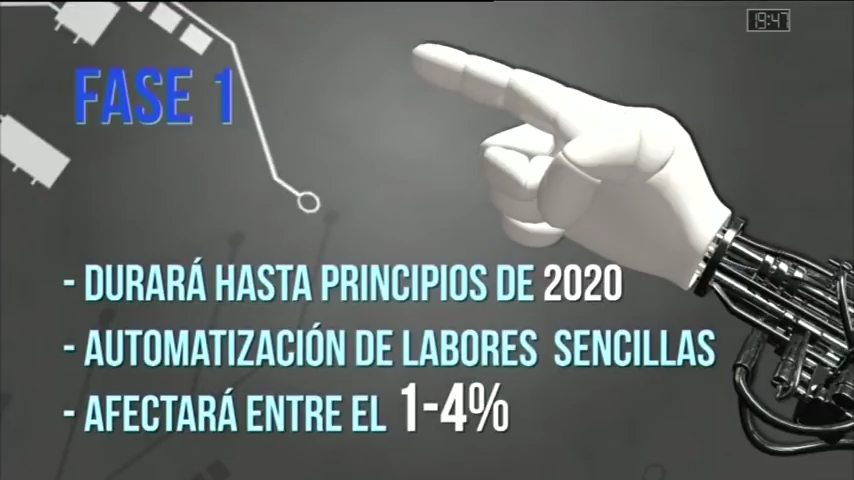 19:47
FASE 1
- DURARÁ HASTA PRINCIPIOS DE 2020
- AUTOMATIZACIÓN DE LABORES SENCILLAS
- AFECTARÁ ENTRE EL 1-4%